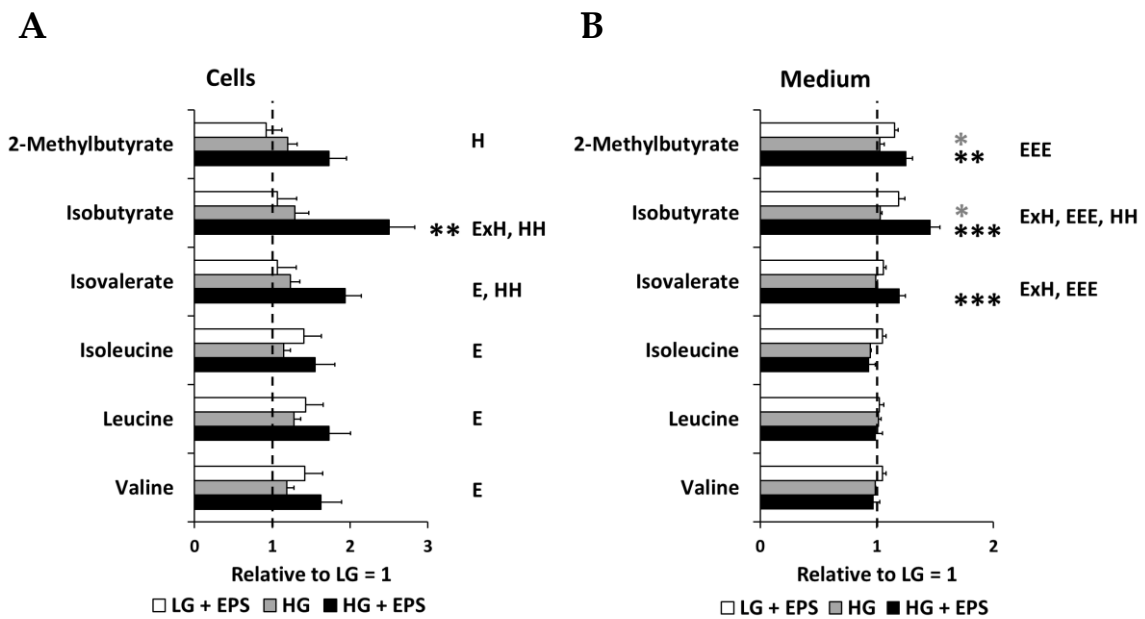 A
Cells
2-Methylbutyrate H
Isobutyrate ** ExH, HH
Isovalerate E, HH
Isoleucine E
Leucine E
Valine E
0 1 2 3
Relative to LG = 1
LG + EPS HG HG + EPS
B
Medium
2-Methylbutyrate * ** EEE
Isobutyrate * *** ExH, EEE, HH
Isovalerate *** ExH, EEE
Isoleucine
Leucine
Valine
0 1 2
Relative to LG = 1
LG + EPS HG HG + EPS